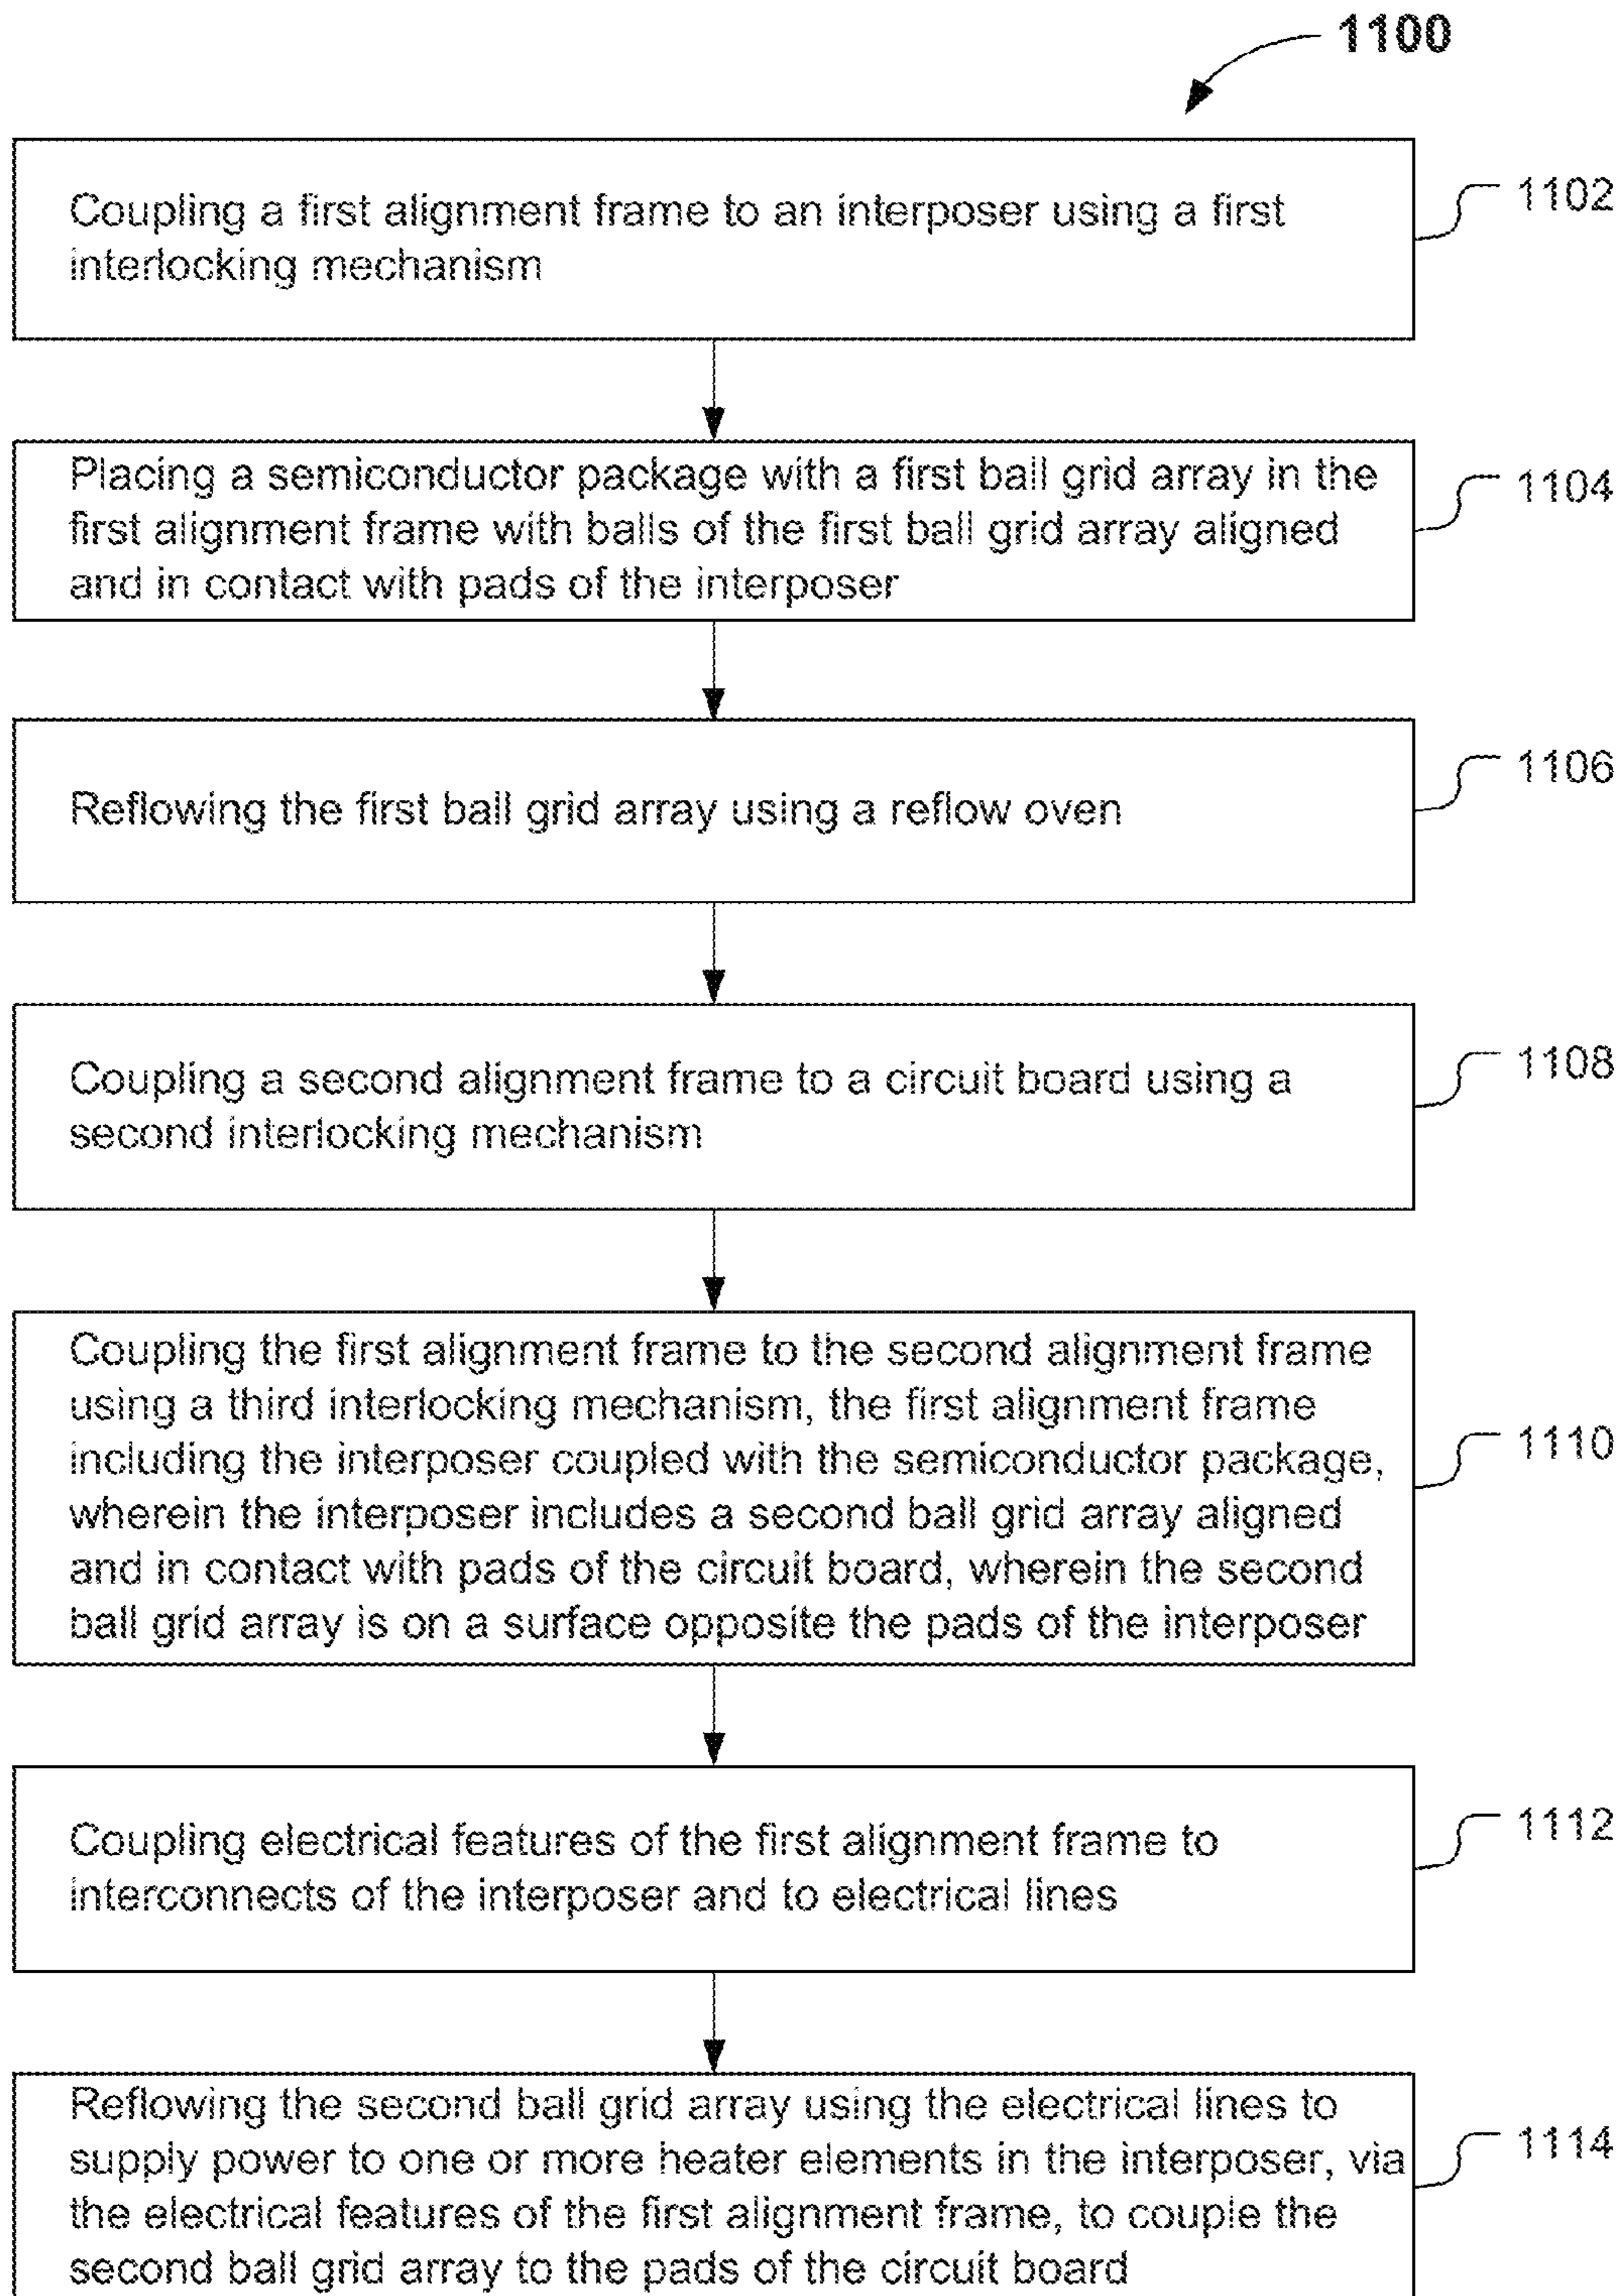 1100
Coupling a first alignment frame to an interposer using a first
interlocking mechanism
1102
Placing a semiconductor package with a first ball grid array in the
first alignment frame with balls of the first ball grid array aligned
and in contact with pads of the interposer
1104
Reflowing the first ball grid array using a reflow oven
1106
Coupling a second alignment frame to a circuit board using a
second interlocking mechanism
1108
Coupling the first alignment frame to the second alignment frame
using a third interlocking mechanism, the first alignment frame
including the interposer coupled with the semiconductor package,
wherein the interposer includes a second ball grid array aligned
and in contact with pads of the circuit board, wherein the second
ball grid array is on a surface opposite the pads of the interposer
1110
Coupling electrical features of the first alignment frame to
interconnects of the interposer and to electrical lines
1112
Reflowing the second ball grid array using the electrical lines to
supply power to one or more heater elements in the interposer, via
the electrical features of the first alignment frame, to couple the
second ball grid array to the pads of the circuit board
1114